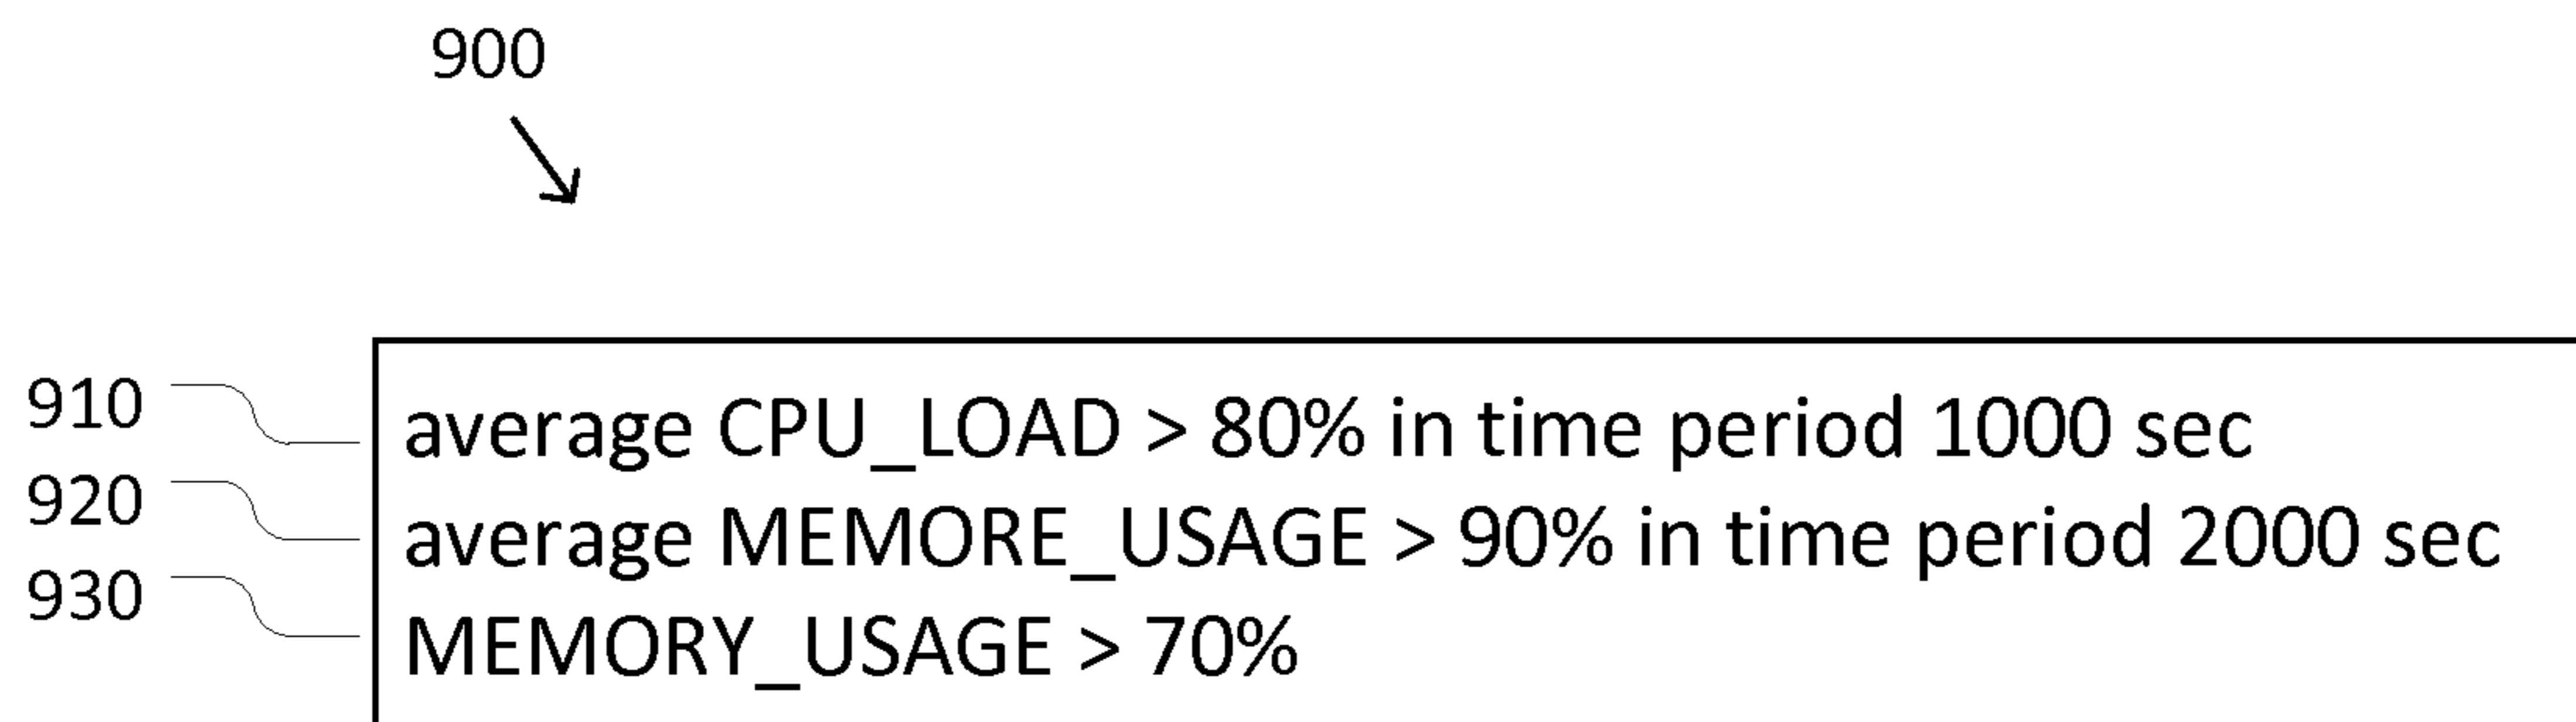 900
910 average CPU_LOAD > 80% in time period 1000 sec
920 average MEMORE_USAGE > 90% in time period 2000 sec
930 MEMORY_USAGE > 70%